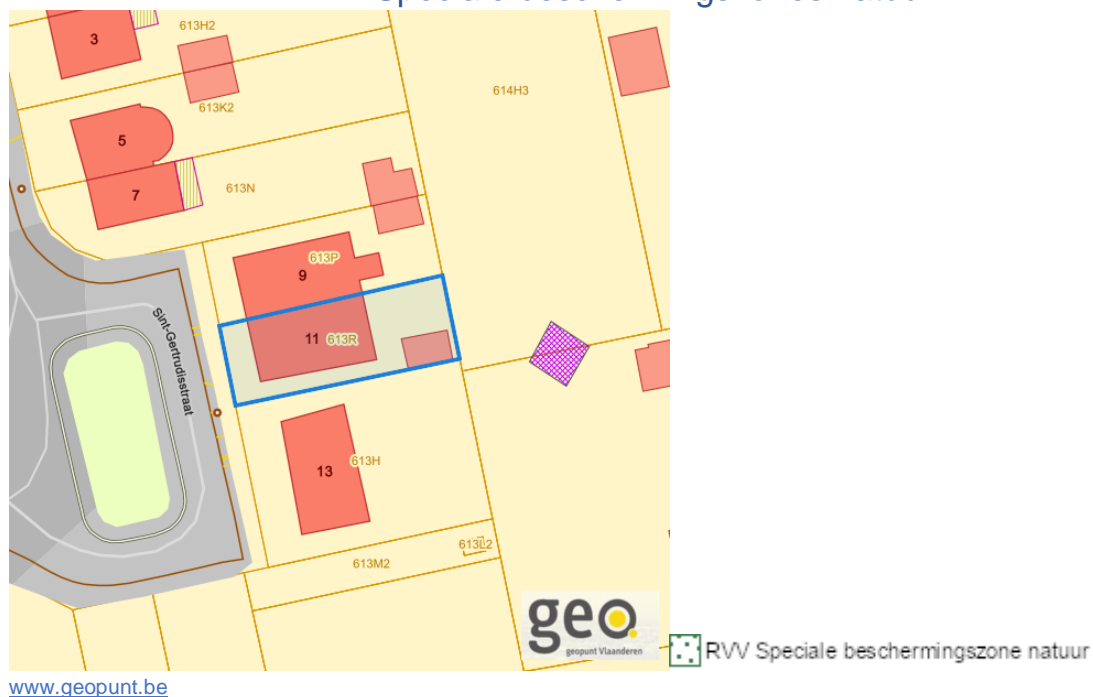 3
613H2
613K2
614H3
5
7
613N
9
613P
11
613R
Sint-Gertrudisstraat
13
613H
613L2
613M2
geo
geopunt Vlaanderen
RVV Speciale beschermingszone natuur
www.geopunt.be